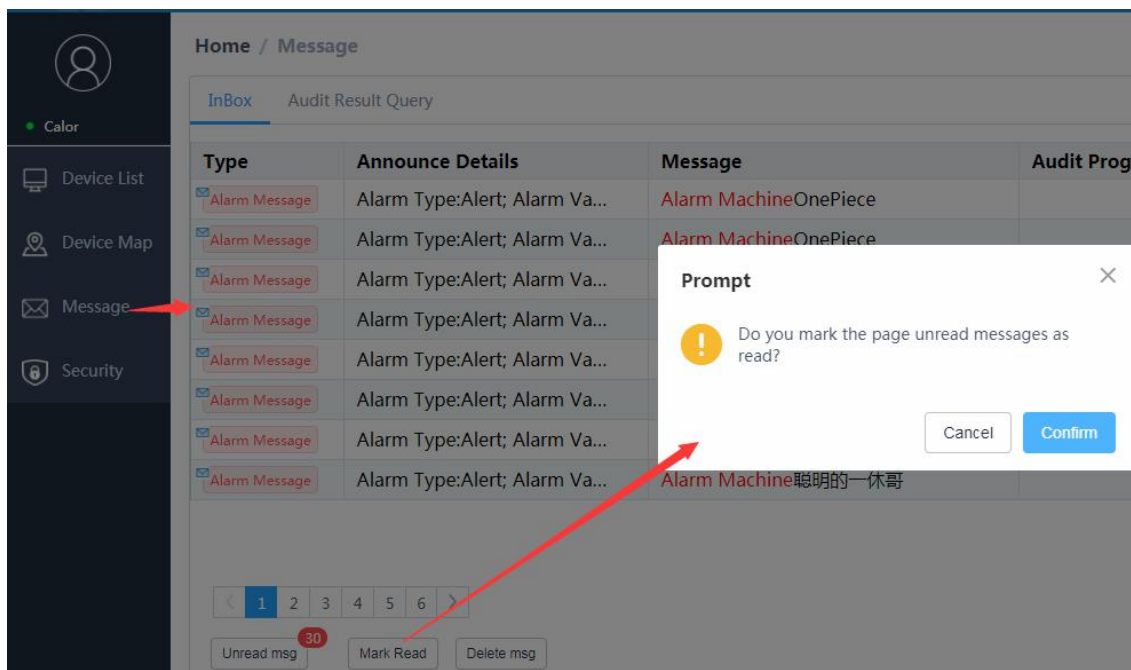 Home / Message
InBox Audit Result Query
Calor
Device List
Device Map
Message
Security
Type Announce Details Message Audit Prog
Alarm Message Alarm Type:Alert; Alarm Va... Alarm MachineOnePiece
Alarm Message Alarm Type:Alert; Alarm Va... Alarm MachineOnePiece
Alarm Message Alarm Type:Alert; Alarm Va...
Alarm Message Alarm Type:Alert; Alarm Va...
Alarm Message Alarm Type:Alert; Alarm Va...
Alarm Message Alarm Type:Alert; Alarm Va...
Alarm Message Alarm Type:Alert; Alarm Va...
Alarm Message Alarm Type:Alert; Alarm Va... Alarm Machine聪明的一休哥
Prompt
Do you mark the page unread messages as
read?
Cancel Confirm
1 2 3 4 5 6
Unread msg 30 Mark Read Delete msg